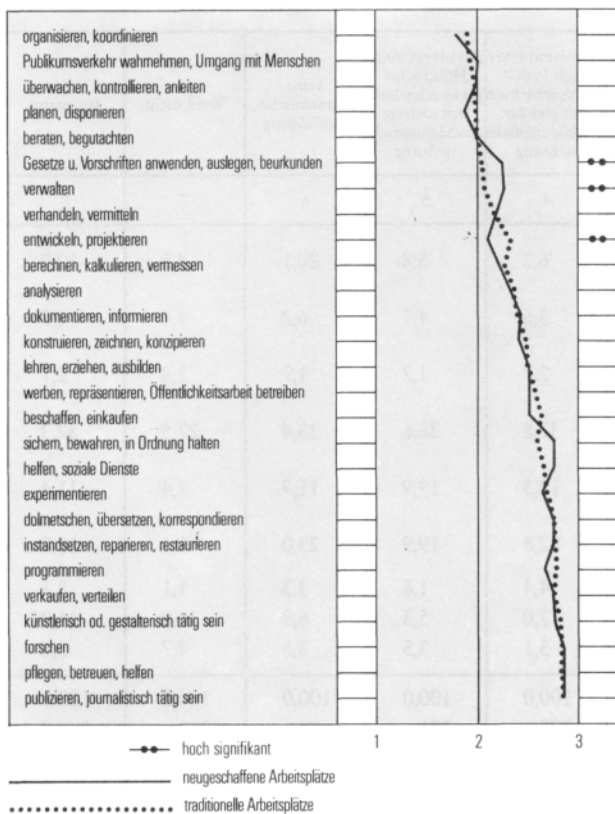 organisieren, koordinieren
Publikumsverkehr wahrnehmen, Umgang mit Menschen
überwachen, kontrollieren, anleiten
planen, disponieren
beraten, begutachten
Gesetze u. Vorschriften anwenden, auslegen, beurkunden
verwalten
verhandeln, vermitteln
entwickeln, projektieren
berechnen, kalkulieren, vermessen
analysieren
dokumentieren, informieren
konstruieren, zeichnen, konzipieren
lehren, erziehen, ausbilden
werben, repräsentieren, Öffentlichkeitsarbeit betreiben
beschaffen, einkaufen
sichern, bewahren, in Ordnung halten
helfen, soziale Dienste
experimentieren
dolmetschen, übersetzen, korrespondieren
instandsetzen, reparieren, restaurieren
programmieren
verkaufen, verteilen
künstlerisch od. gestalterisch tätig sein
forschen
pflegen, betreuen, helfen
publizieren, journalistisch tätig sein
1 2 3
hoch signifikant
neugeschaffene Arbeitsplätze
traditionelle Arbeitsplätze